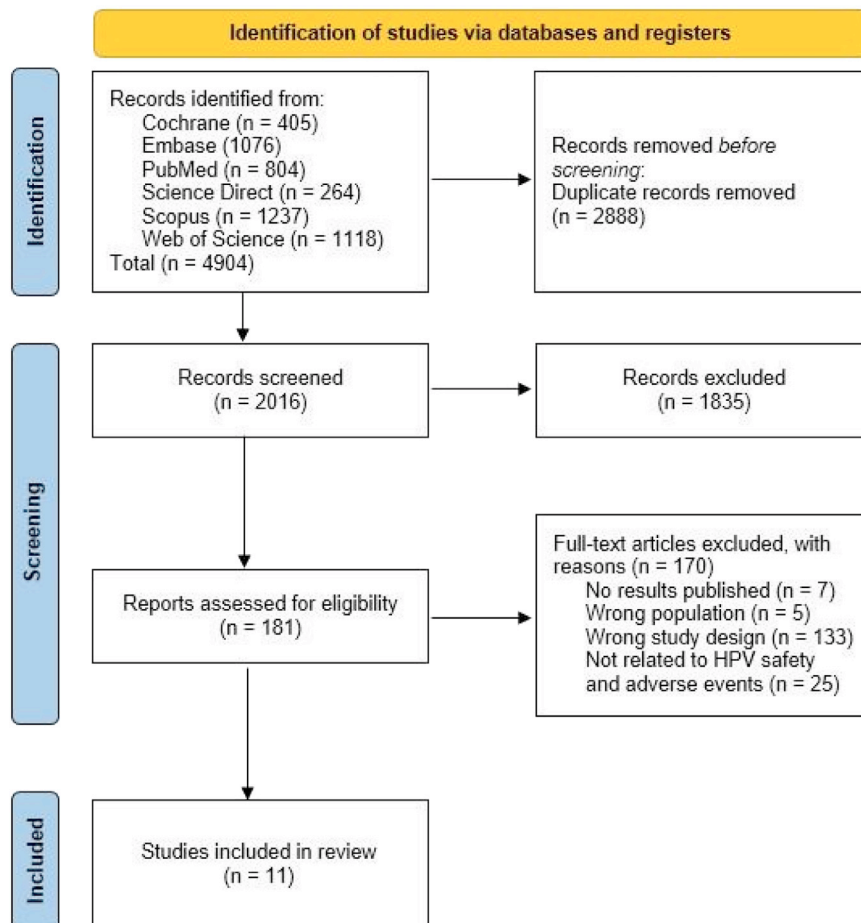 Identification of studies via databases and registers
Identification
Records identified from:
Cochrane (n = 405)
Embase (1076)
PubMed (n = 804)
Science Direct (n = 264)
Scopus (n = 1237)
Web of Science (n = 1118)
Total (n = 4904)
Records removed before
screening:
Duplicate records removed
(n = 2888)
Screening
Records screened
(n = 2016)
Records excluded
(n = 1835)
Reports assessed for eligibility
(n = 181)
Full-text articles excluded, with
reasons (n = 170)
No results published (n = 7)
Wrong population (n = 5)
Wrong study design (n = 133)
Not related to HPV safety
and adverse events (n = 25)
Included
Studies included in review
(n = 11)